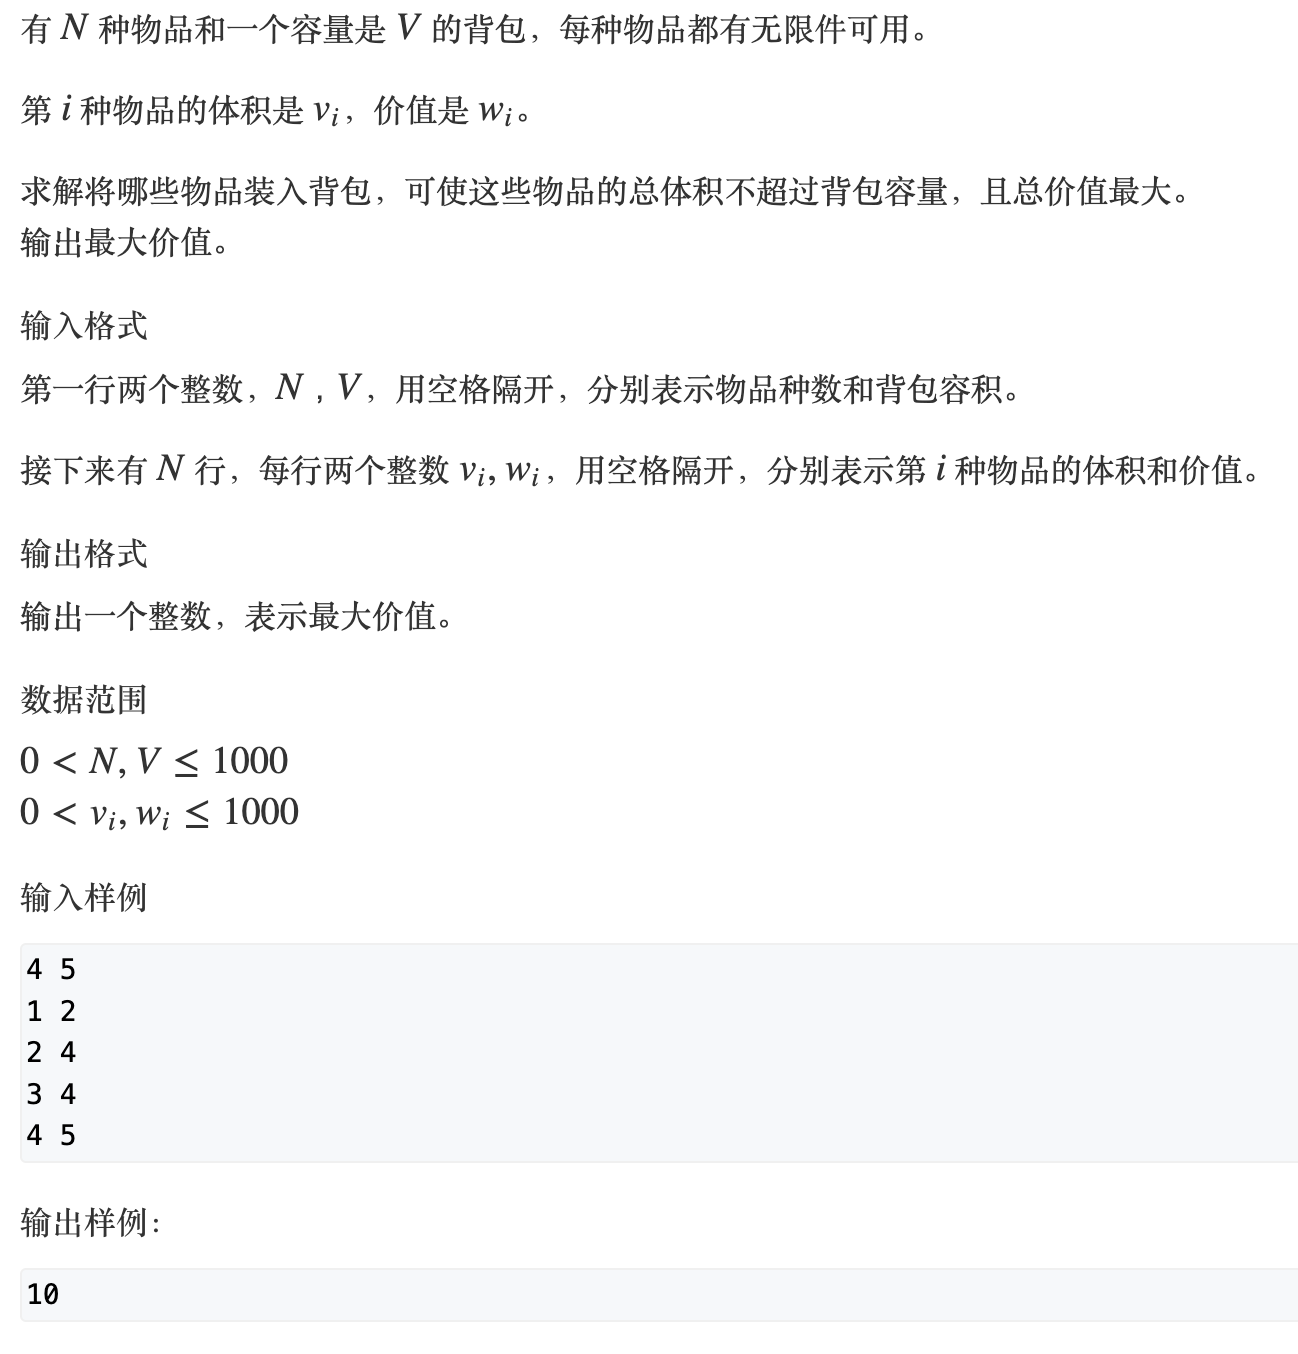 有 N 种物品和一个容量是 V 的背包，每种物品都有无限件可用。
第 i 种物品的体积是 vᵢ，价值是 wᵢ。
求解将哪些物品装入背包，可使这些物品的总体积不超过背包容量，且总价值最大。
输出最大价值。
输入格式
第一行两个整数，N，V，用空格隔开，分别表示物品种数和背包容积。
接下来有 N 行，每行两个整数 vᵢ, wᵢ，用空格隔开，分别表示第 i 种物品的体积和价值。
输出格式
输出一个整数，表示最大价值。
数据范围
0 < N, V ≤ 1000
0 < vᵢ, wᵢ ≤ 1000
输入样例
4 5
1 2
2 4
3 4
4 5
输出样例：
10